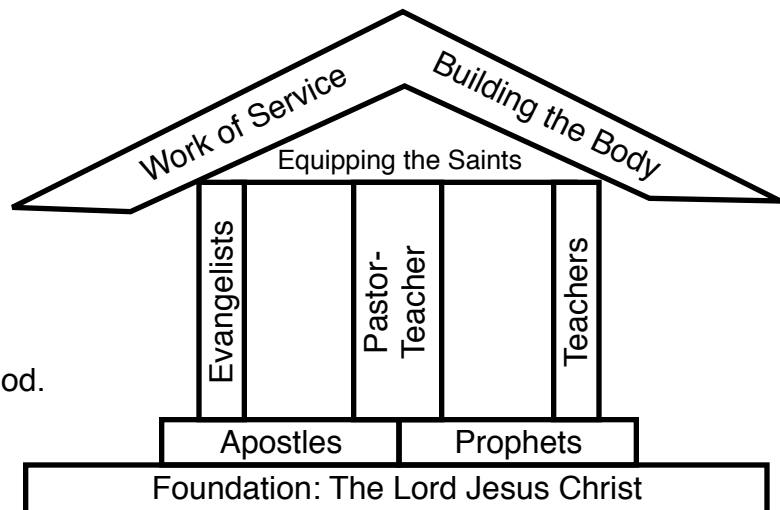 Work of Service
Building the Body
Equipping the Saints
Evangelists
Pastor-
Teacher
Teachers
od.
Apostles
Prophets
Foundation: The Lord Jesus Christ